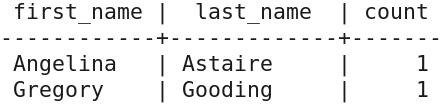 first_name |  last_name  | count
------------+-------------+-------
 Angelina   | Astaire     |     1
 Gregory    | Gooding     |     1